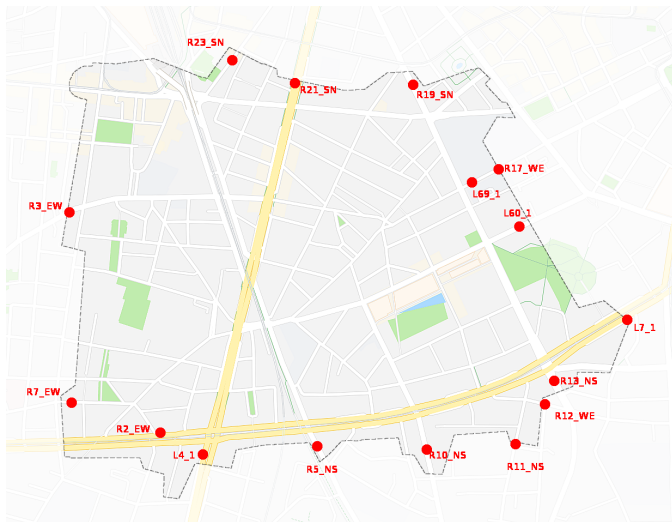 R23_SN
R21_SN
R19_SN
R17_WE
L69_1
R3_EW
L60_1
L7_1
R13_NS
R7_EW
R12_WE
R2_EW
L4_1
R5_NS
R10_NS
R11_NS